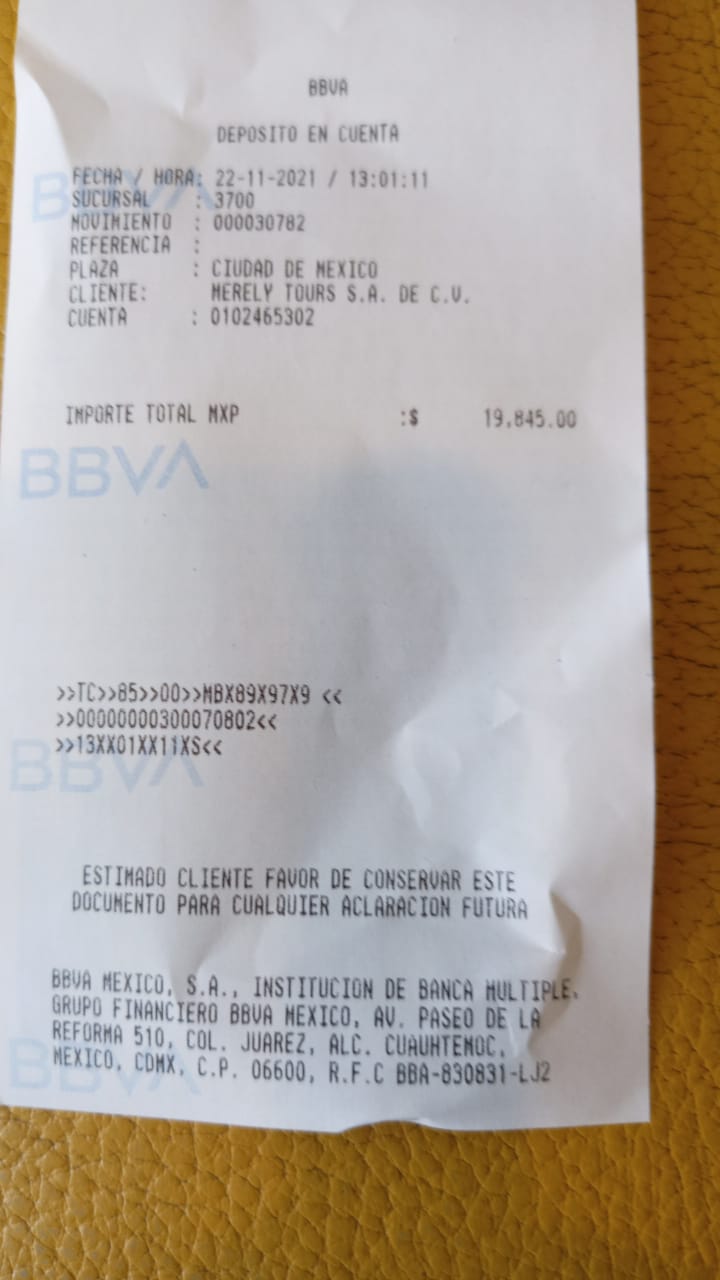 BBVA
DEPOSITO EN CUENTA
FECHA / HORA: 22-11-2021 / 13:01:11
SUCURSAL : 3700
MOVIMIENTO : 000030782
REFERENCIA :
PLAZA : CIUDAD DE MEXICO
CLIENTE: MERELY TOURS S.A. DE C.V.
CUENTA : 0102465302
IMPORTE TOTAL MXP :$ 19,845.00
BBVA
>>TC>>85>>00>>MBX89X97X9 <<
>>00000000300070802<<
>>13XX01XX11XS<<
BBVA
ESTIMADO CLIENTE FAVOR DE CONSERVAR ESTE
DOCUMENTO PARA CUALQUIER ACLARACION FUTURA
BBVA MEXICO, S.A., INSTITUCION DE BANCA MULTIPLE,
GRUPO FINANCIERO BBVA MEXICO, AV. PASEO DE LA
REFORMA 510, COL. JUAREZ, ALC. CUAUHTEMOC,
MEXICO, CDMX, C.P. 06600, R.F.C BBA-830831-LJ2
BBVA